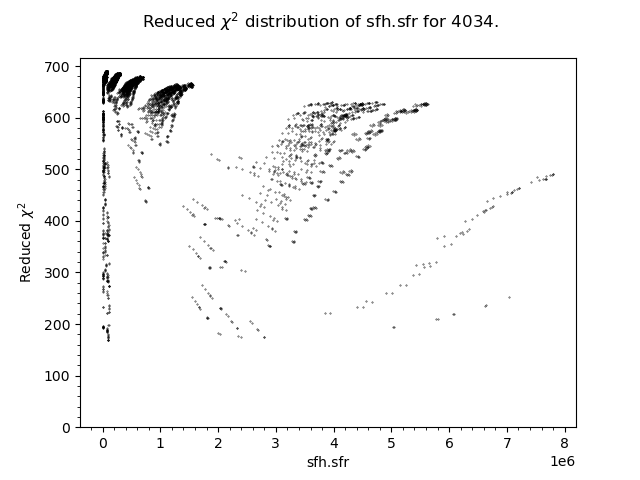 Reduced χ² distribution of sfh.sfr for 4034.
700
600
500
400
300
200
100
0
Reduced χ²
0 1 2 3 4 5 6 7 8
sfh.sfr
1e6